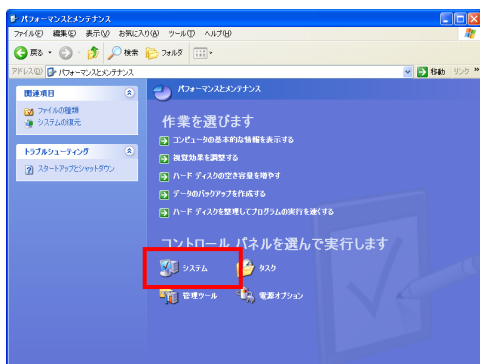 パフォーマンスとメンテナンス
ファイル(F) 編集(E) 表示(V) お気に入り(A) ツール(T) ヘルプ(H)
戻る 検索 フォルダ
アドレス(D) パフォーマンスとメンテナンス 移動 リンク »
関連項目
ファイルの種類
システムの復元
トラブルシューティング
スタートアップとシャットダウン
パフォーマンスとメンテナンス
作業を選びます
コンピュータの基本的な情報を表示する
視覚効果を調整する
ハード ディスクの空き容量を増やす
データのバックアップを作成する
ハード ディスクを整理してプログラムの実行を速くする
コントロール パネルを選んで実行します
システム タスク
管理ツール 電源オプション